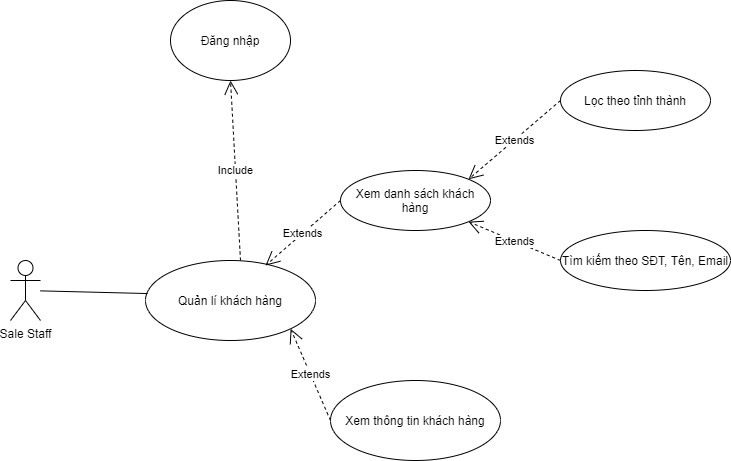 Đăng nhập
Lọc theo tỉnh thành
Extends
Include
Xem danh sách khách
hàng
Extends
Extends
Tìm kiếm theo SĐT, Tên, Email
Quản lí khách hàng
Sale Staff
Extends
Xem thông tin khách hàng